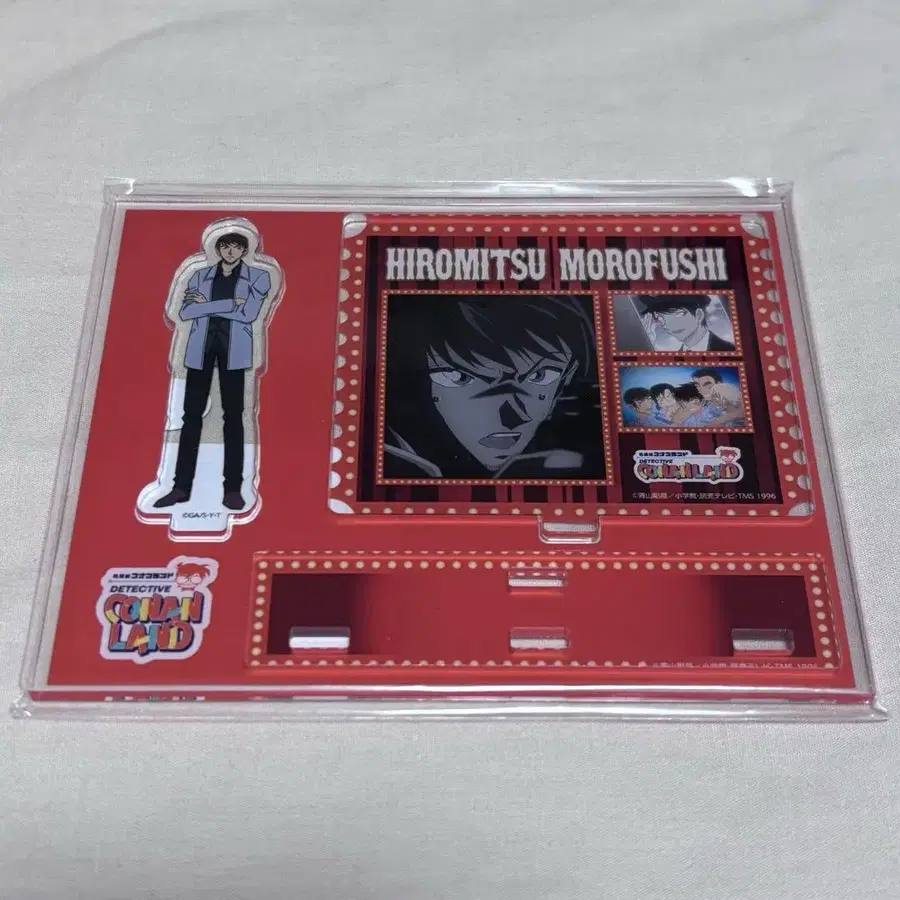 HIROMITSU MOROFUSHI
名探偵コナンランド
DETECTIVE
CONAN LAND
©青山剛昌／小学館・読売テレビ・TMS 1996
©GA/S・Y・T
名探偵コナンランド
DETECTIVE
CONAN
LAND